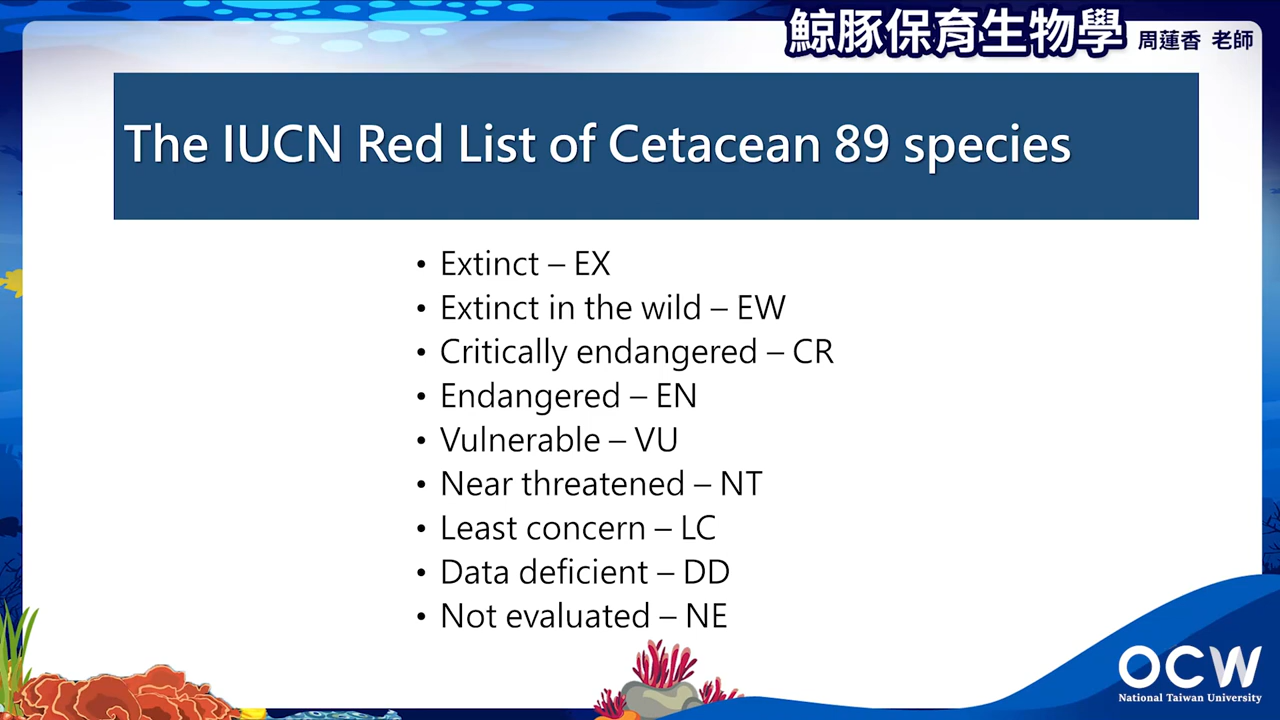 鯨豚保育生物學 周蓮香 老師
The IUCN Red List of Cetacean 89 species
• Extinct – EX
• Extinct in the wild – EW
• Critically endangered – CR
• Endangered – EN
• Vulnerable – VU
• Near threatened – NT
• Least concern – LC
• Data deficient – DD
• Not evaluated – NE
OCW
National Taiwan University